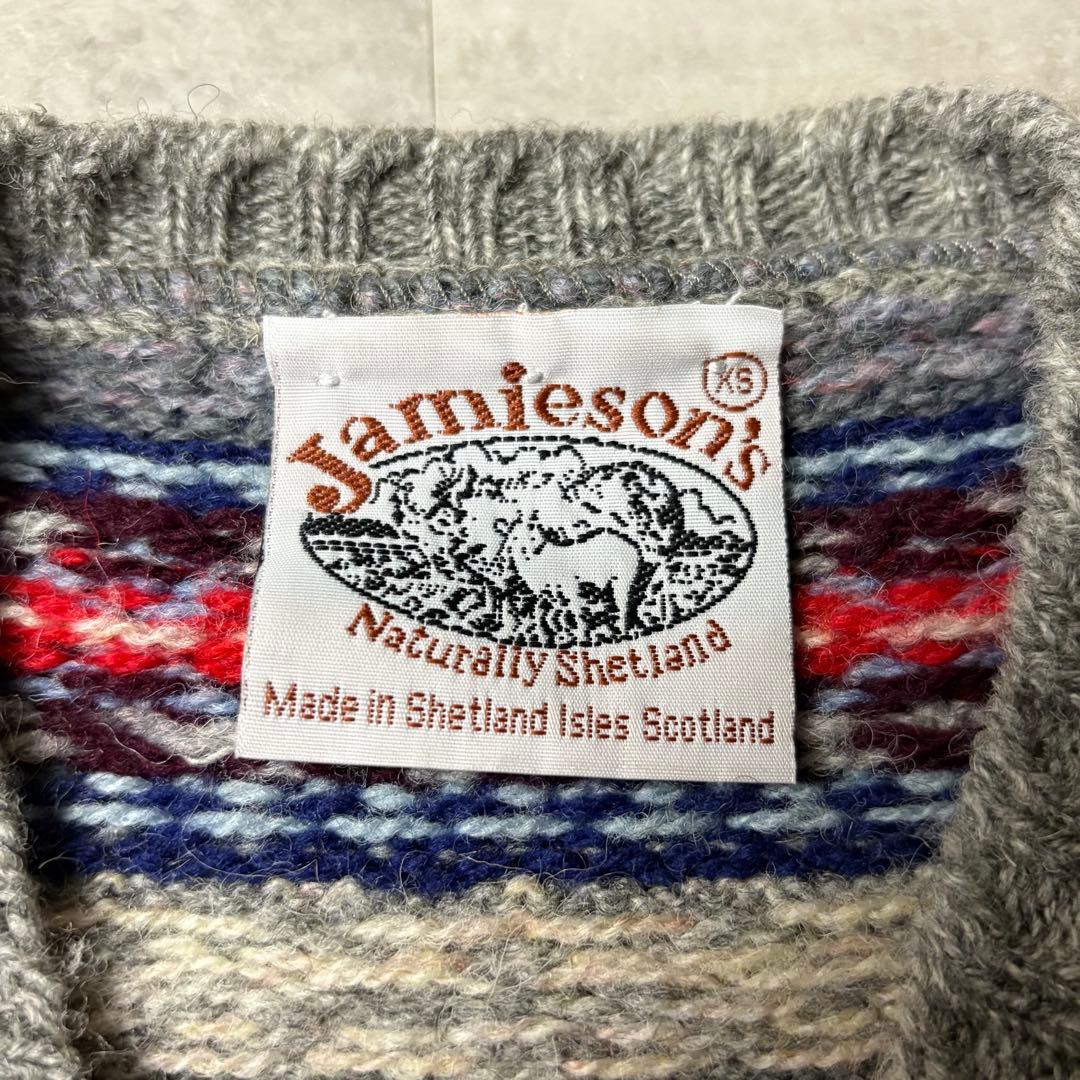 XS
Jamieson's
Naturally Shetland
Made in Shetland Isles Scotland